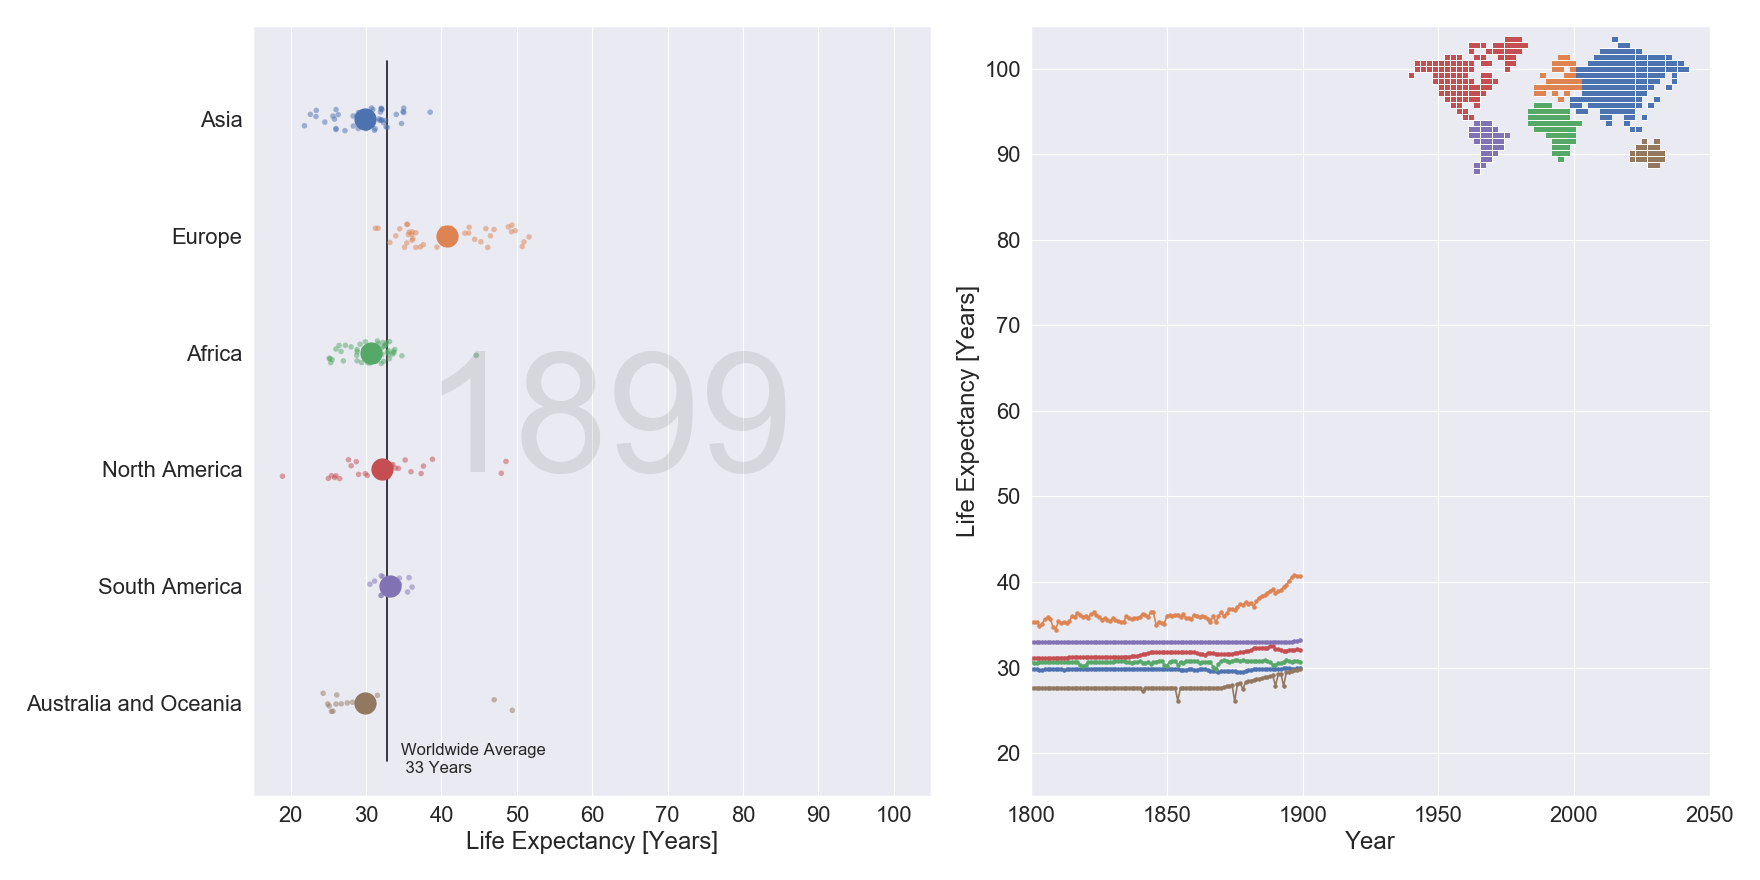 Asia
Europe
Africa
North America
South America
Australia and Oceania
1899
Worldwide Average
33 Years
20 30 40 50 60 70 80 90 100
Life Expectancy [Years]
Life Expectancy [Years]
100
90
80
70
60
50
40
30
20
1800 1850 1900 1950 2000 2050
Year